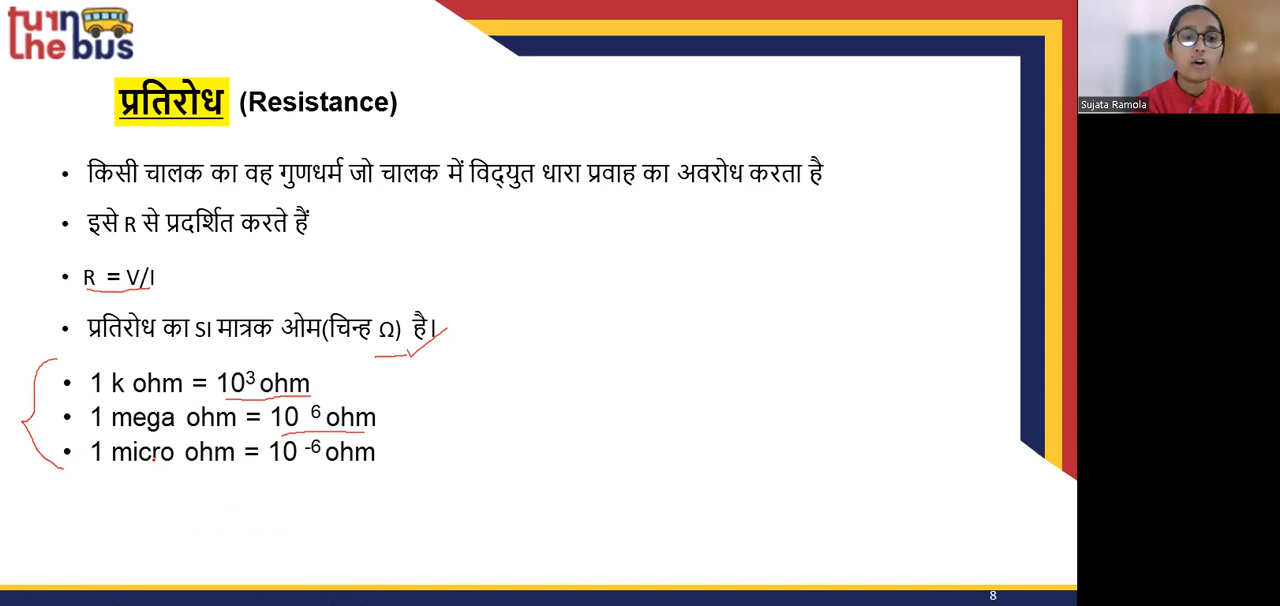 turn
the bus
प्रतिरोध (Resistance)
• किसी चालक का वह गुणधर्म जो चालक में विद्युत धारा प्रवाह का अवरोध करता है
• इसे R से प्रदर्शित करते हैं
• R = V/I
• प्रतिरोध का SI मात्रक ओम(चिन्ह Ω) है।
• 1 k ohm = 10³ ohm
• 1 mega ohm = 10 ⁶ ohm
• 1 micro ohm = 10 ⁻⁶ ohm
8
Sujata Ramola